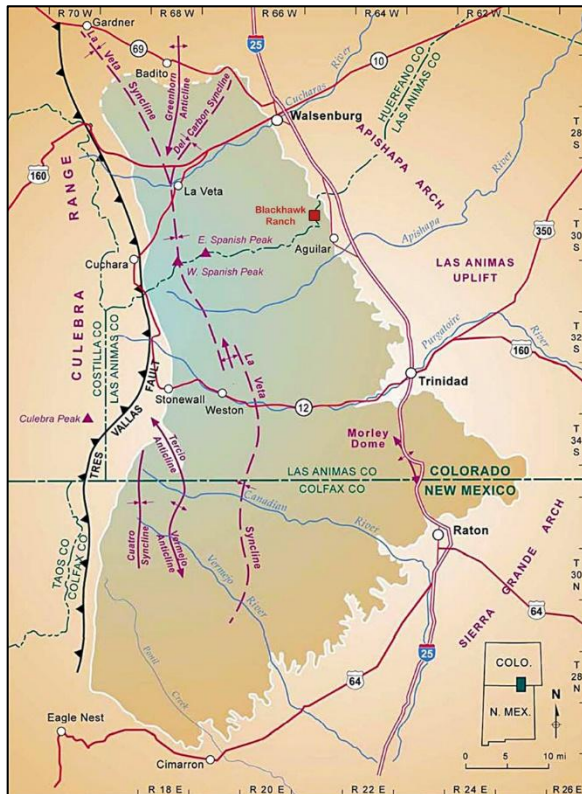 R 70 W
R 68 W
R 66 W
R 64 W
R 62 W
Gardner
La Veta Syncline
69
Badito
Greenhorn Anticline
Del Carbon Syncline
25
10
Cucharas River
HUERFANO CO
LAS ANIMAS CO
Walsenburg
T 28 S
160
APISHAPA ARCH
River
La Veta
RANGE
Blackhawk Ranch
350
T 30 S
E. Spanish Peak
Aguilar
Apishapa
W. Spanish Peak
Cuchara
LAS ANIMAS UPLIFT
CULEBRA
COSTILLA CO
LAS ANIMAS CO
T 32 S
Purgatoire River
160
La Veta
Trinidad
FAULT
Stonewall
Weston
12
Culebra Peak
VALLAS
TRES
Tercio Anticline
Morley Dome
T 34 S
LAS ANIMAS CO
COLORADO
COLFAX CO
NEW MEXICO
Canadian River
TAOS CO
COLFAX CO
Cuatro Syncline
Vermejo Anticline
Syncline
Raton
Vermejo River
SIERRA GRANDE ARCH
T 30 N
64
Ponil Creek
25
COLO.
N. MEX.
N
T 28 N
64
Eagle Nest
0 5 10 mi
Cimarron
R 18 E
R 20 E
R 22 E
R 24 E
R 26 E